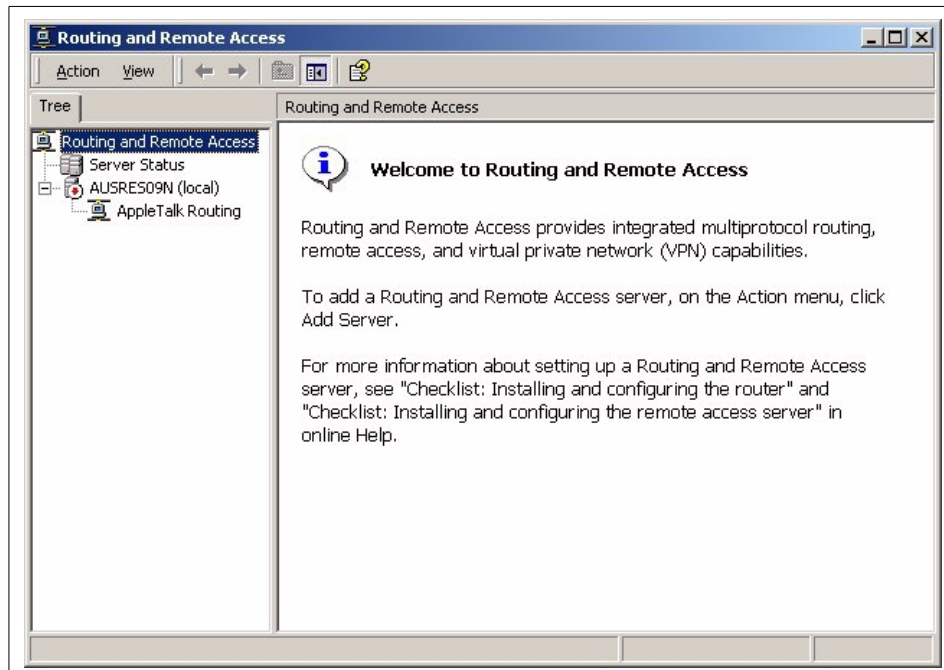 Routing and Remote Access
Action View
Tree
Routing and Remote Access
Routing and Remote Access
Server Status
AUSRES09N (local)
AppleTalk Routing
Welcome to Routing and Remote Access
Routing and Remote Access provides integrated multiprotocol routing,
remote access, and virtual private network (VPN) capabilities.
To add a Routing and Remote Access server, on the Action menu, click
Add Server.
For more information about setting up a Routing and Remote Access
server, see "Checklist: Installing and configuring the router" and
"Checklist: Installing and configuring the remote access server" in
online Help.